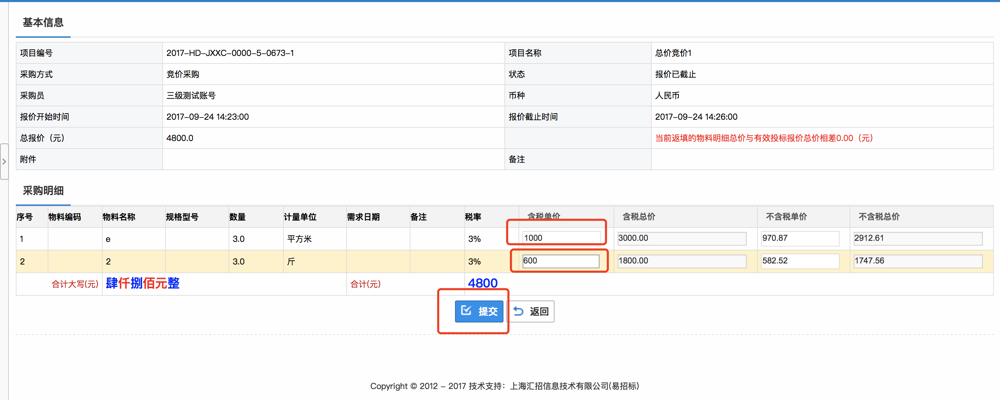 基本信息
项目编号 2017-HD-JXXC-0000-5-0673-1 项目名称 总价竞价1
采购方式 竞价采购 状态 报价已截止
采购员 三级测试账号 币种 人民币
报价开始时间 2017-09-24 14:23:00 报价截止时间 2017-09-24 14:26:00
总报价（元） 4800.0 当前返填的物料明细总价与有效投标报价总价相差0.00（元）
附件 备注
采购明细
序号 物料编码 物料名称 规格型号 数量 计量单位 需求日期 备注 税率 含税单价 含税总价 不含税单价 不含税总价
1 e 3.0 平方米 3% 1000 3000.00 970.87 2912.61
2 2 3.0 斤 3% 600 1800.00 582.52 1747.56
合计大写(元) 肆仟捌佰元整 合计(元) 4800
提交 返回
Copyright © 2012 - 2017 技术支持：上海汇招信息技术有限公司(易招标)